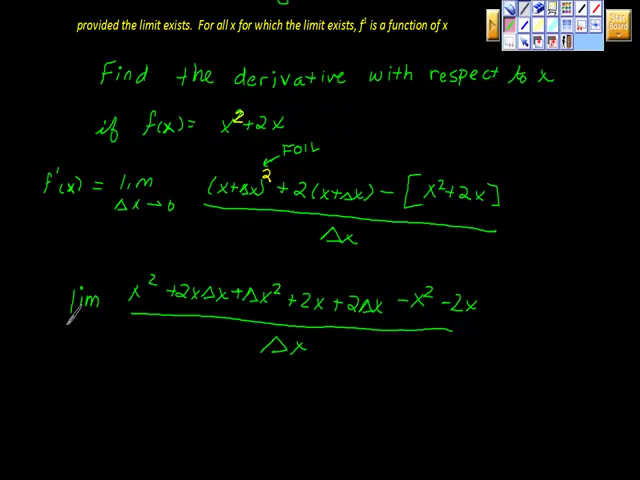 provided the limit exists. For all x for which the limit exists, f' is a function of x
Star Board
Find the derivative with respect to x
if f(x) = x² + 2x
FOIL
f'(x) = lim Δx→0 (x+Δx)² + 2(x+Δx) − [x² + 2x]
Δx
lim x² + 2xΔx + Δx² + 2x + 2Δx − x² − 2x
Δx